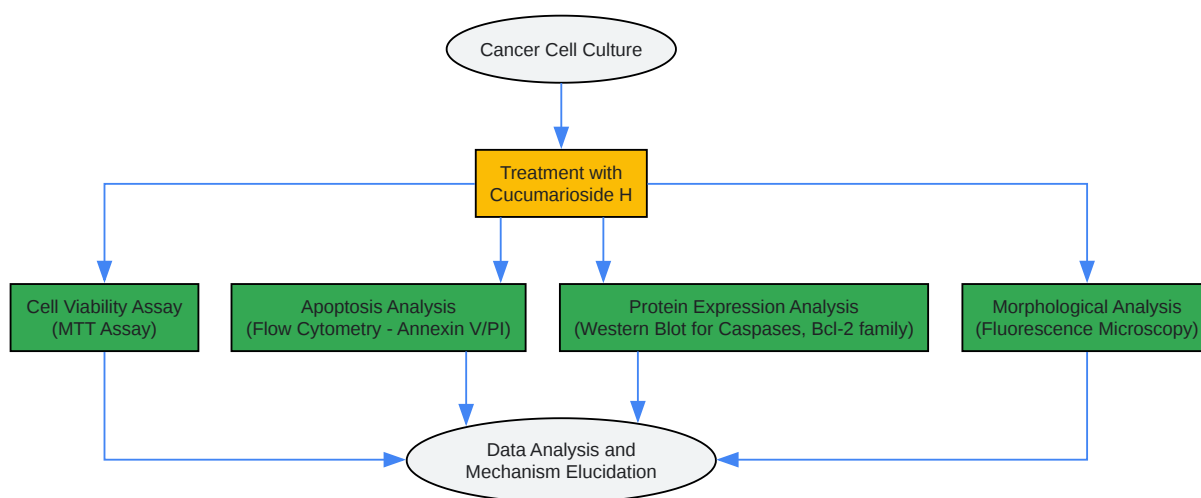 Cancer Cell Culture
Treatment with
Cucumarioside H
Cell Viability Assay
(MTT Assay)
Apoptosis Analysis
(Flow Cytometry - Annexin V/PI)
Protein Expression Analysis
(Western Blot for Caspases, Bcl-2 family)
Morphological Analysis
(Fluorescence Microscopy)
Data Analysis and
Mechanism Elucidation